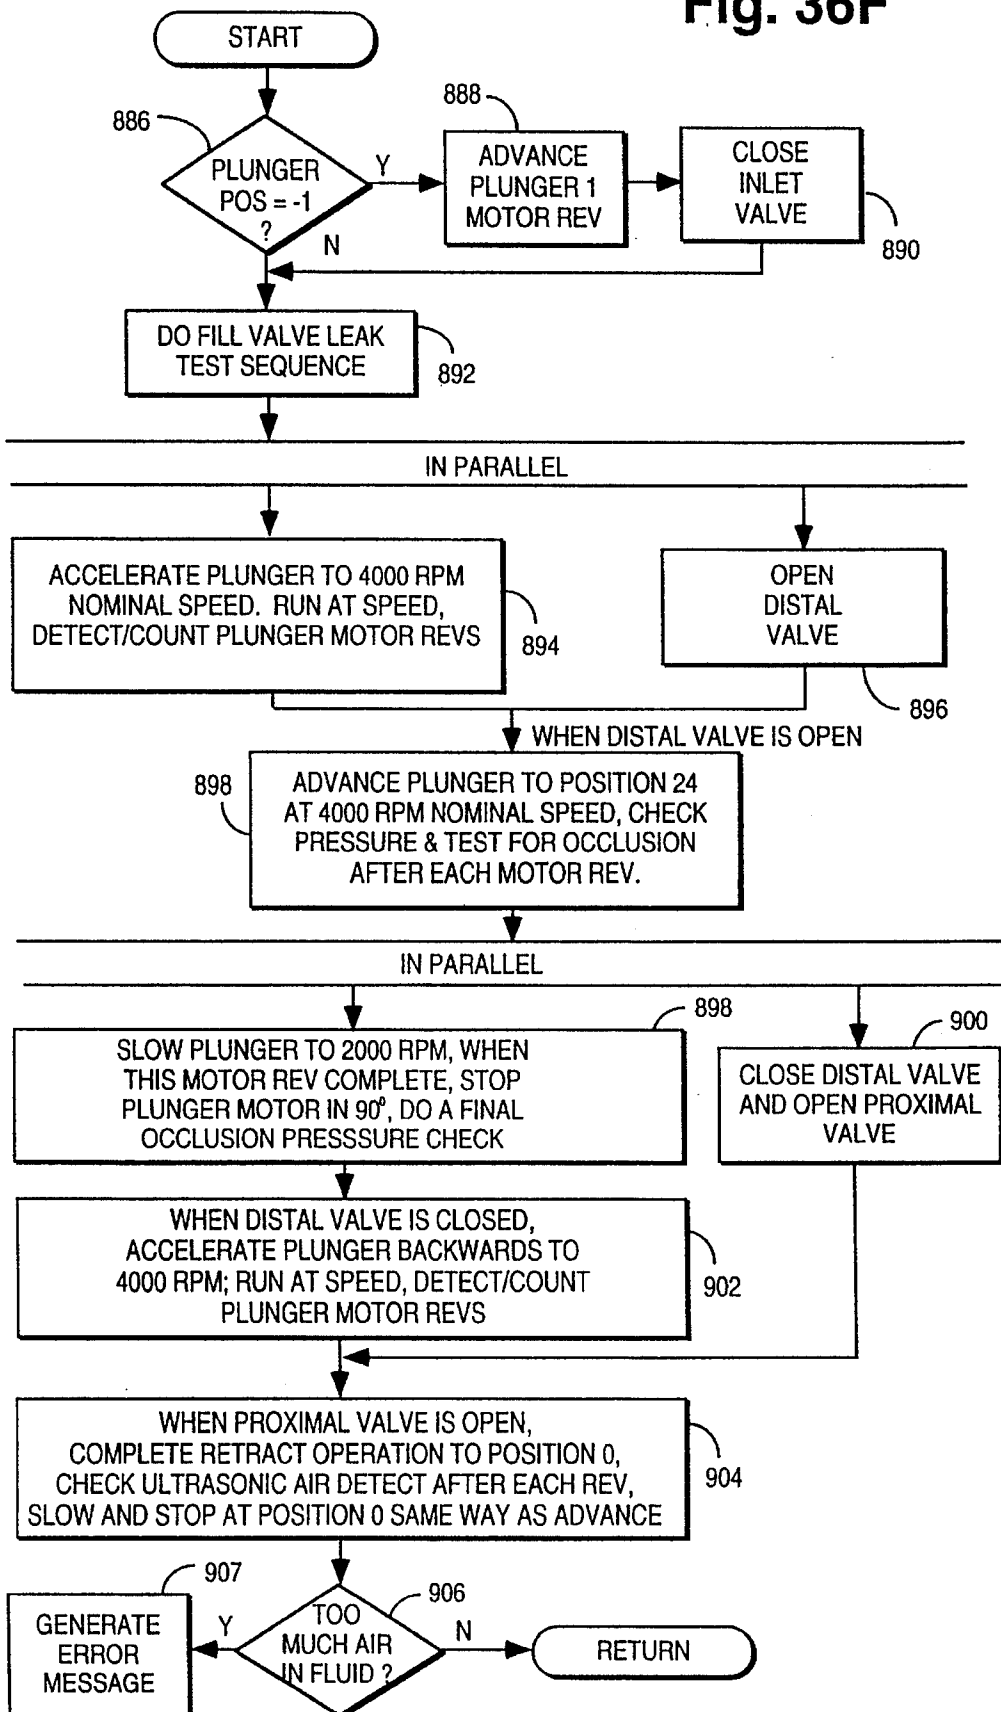 Fig. 36F
START
886
PLUNGER
POS = -1
?
Y
N
888
ADVANCE
PLUNGER 1
MOTOR REV
CLOSE
INLET
VALVE
890
DO FILL VALVE LEAK
TEST SEQUENCE
892
IN PARALLEL
ACCELERATE PLUNGER TO 4000 RPM
NOMINAL SPEED. RUN AT SPEED,
DETECT/COUNT PLUNGER MOTOR REVS
894
OPEN
DISTAL
VALVE
896
WHEN DISTAL VALVE IS OPEN
898
ADVANCE PLUNGER TO POSITION 24
AT 4000 RPM NOMINAL SPEED, CHECK
PRESSURE & TEST FOR OCCLUSION
AFTER EACH MOTOR REV.
IN PARALLEL
898
SLOW PLUNGER TO 2000 RPM, WHEN
THIS MOTOR REV COMPLETE, STOP
PLUNGER MOTOR IN 90°, DO A FINAL
OCCLUSION PRESSSURE CHECK
900
CLOSE DISTAL VALVE
AND OPEN PROXIMAL
VALVE
WHEN DISTAL VALVE IS CLOSED,
ACCELERATE PLUNGER BACKWARDS TO
4000 RPM; RUN AT SPEED, DETECT/COUNT
PLUNGER MOTOR REVS
902
WHEN PROXIMAL VALVE IS OPEN,
COMPLETE RETRACT OPERATION TO POSITION 0,
CHECK ULTRASONIC AIR DETECT AFTER EACH REV,
SLOW AND STOP AT POSITION 0 SAME WAY AS ADVANCE
904
907
GENERATE
ERROR
MESSAGE
Y
906
TOO
MUCH AIR
IN FLUID ?
N
RETURN